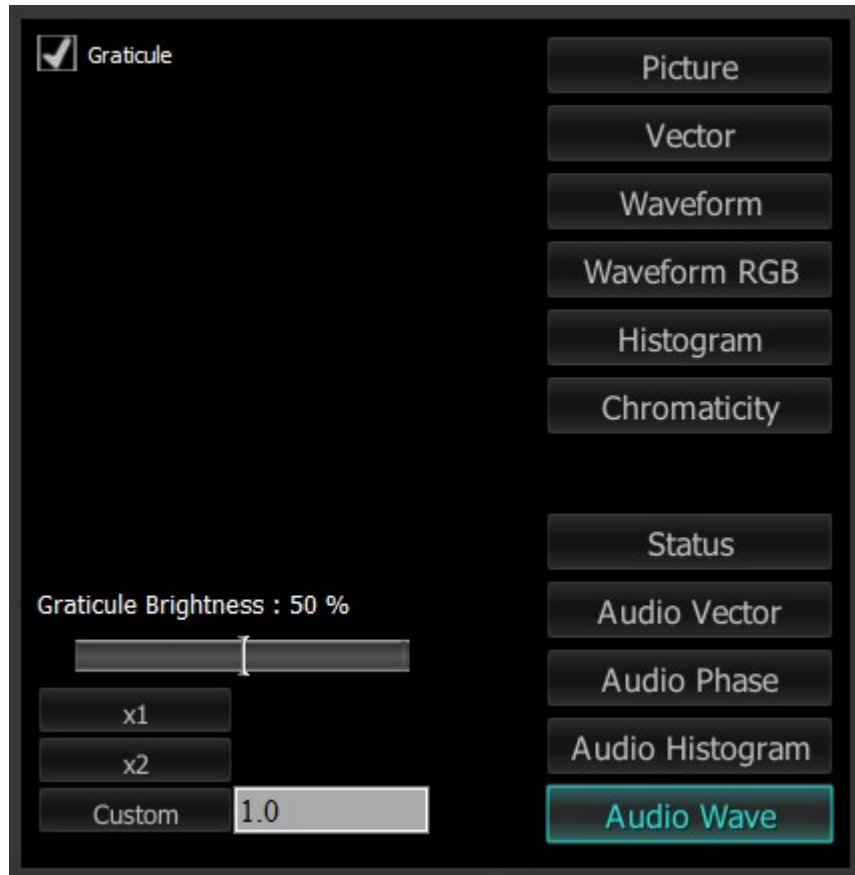 Graticule
Picture
Vector
Waveform
Waveform RGB
Histogram
Chromaticity
Status
Graticule Brightness : 50 %
Audio Vector
Audio Phase
x1
Audio Histogram
x2
Custom
1.0
Audio Wave